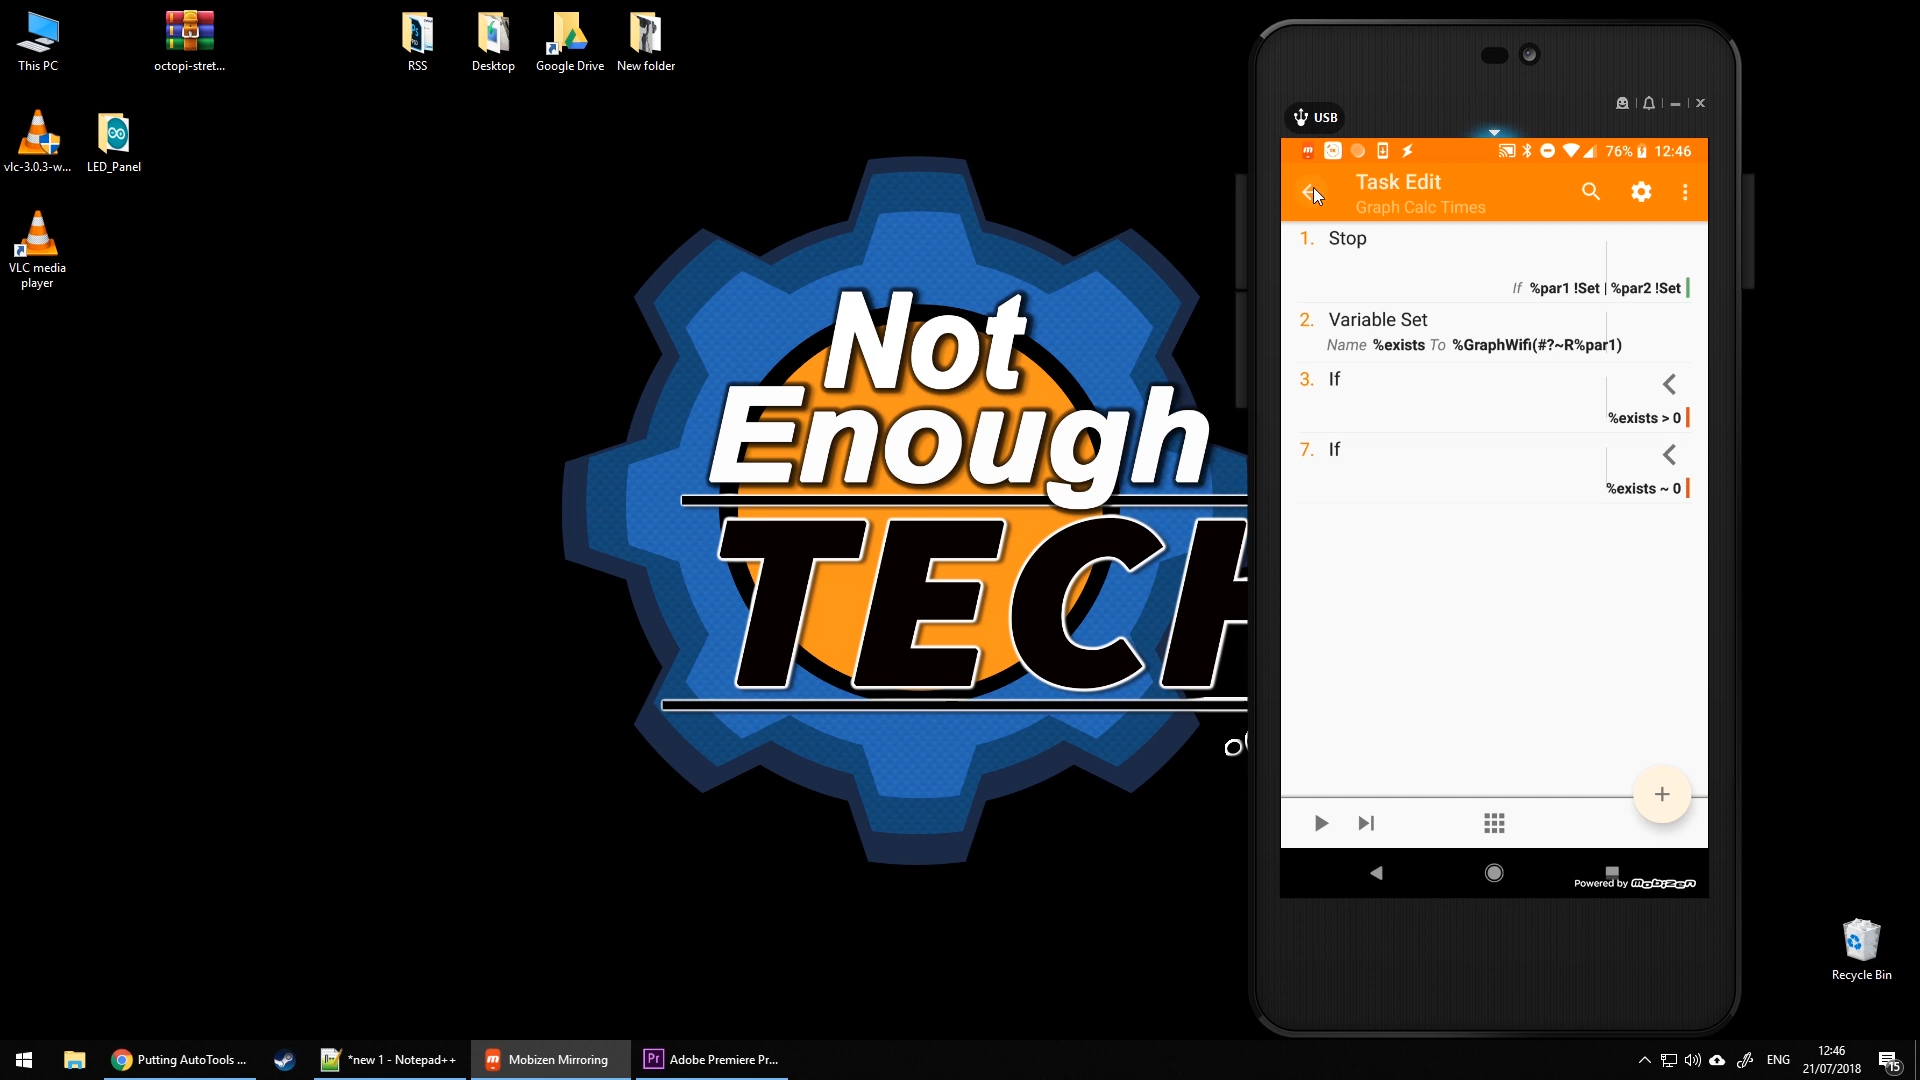 This PC
octopi-stret...
RSS
Desktop
Google Drive
New folder
vlc-3.0.3-w...
LED_Panel
VLC media
player
Not
Enough
TECH
USB
76% 12:46
Task Edit
Graph Calc Times
1. Stop
If %par1 !Set | %par2 !Set
2. Variable Set
Name %exists To %GraphWifi(#?~R%par1)
3. If
%exists > 0
7. If
%exists ~ 0
Powered by mobizen
Recycle Bin
Putting AutoTools ...
*new 1 - Notepad++
Mobizen Mirroring
Adobe Premiere Pr...
ENG
12:46
21/07/2018
15